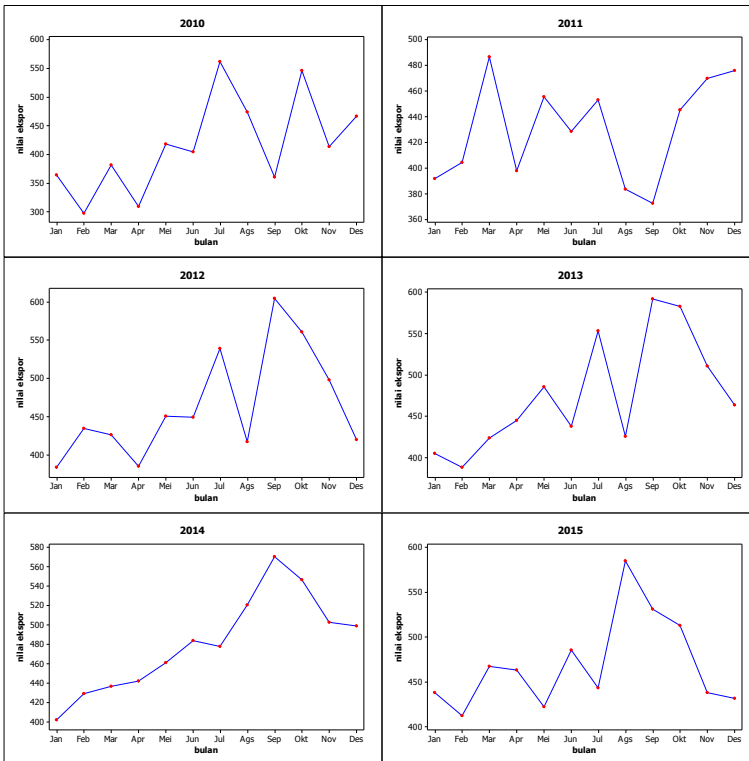 2010
nilai ekspor
600
550
500
450
400
350
300
Jan Feb Mar Apr Mei Jun Jul Ags Sep Okt Nov Des
bulan
2011
nilai ekspor
500
480
460
440
420
400
380
360
Jan Feb Mar Apr Mei Jun Jul Ags Sep Okt Nov Des
bulan
2012
nilai ekspor
600
550
500
450
400
Jan Feb Mar Apr Mei Jun Jul Ags Sep Okt Nov Des
bulan
2013
nilai ekspor
600
550
500
450
400
Jan Feb Mar Apr Mei Jun Jul Ags Sep Okt Nov Des
bulan
2014
nilai ekspor
580
560
540
520
500
480
460
440
420
400
Jan Feb Mar Apr Mei Jun Jul Ags Sep Okt Nov Des
bulan
2015
nilai ekspor
600
550
500
450
400
Jan Feb Mar Apr Mei Jun Jul Ags Sep Okt Nov Des
bulan